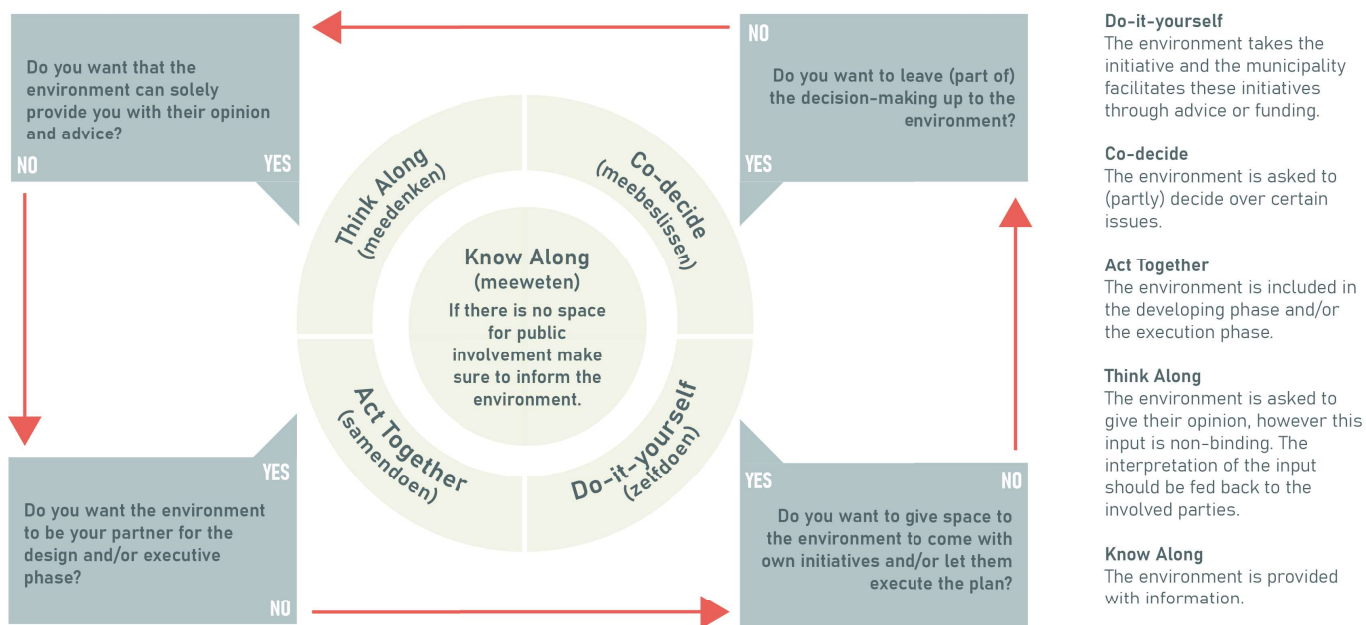 Do you want that the
environment can solely
provide you with their opinion
and advice?
NO
YES
NO
Do you want to leave (part of)
the decision-making up to the
environment?
YES
Think Along
(meedenken)
Co-decide
(meebeslissen)
Know Along
(meeweten)
If there is no space
for public
involvement make
sure to inform the
environment.
Act Together
(samendoen)
Do-it-yourself
(zelfdoen)
YES
Do you want the environment
to be your partner for the
design and/or executive
phase?
NO
YES
NO
Do you want to give space to
the environment to come with
own initiatives and/or let them
execute the plan?
Do-it-yourself
The environment takes the
initiative and the municipality
facilitates these initiatives
through advice or funding.
Co-decide
The environment is asked to
(partly) decide over certain
issues.
Act Together
The environment is included in
the developing phase and/or
the execution phase.
Think Along
The environment is asked to
give their opinion, however this
input is non-binding. The
interpretation of the input
should be fed back to the
involved parties.
Know Along
The environment is provided
with information.